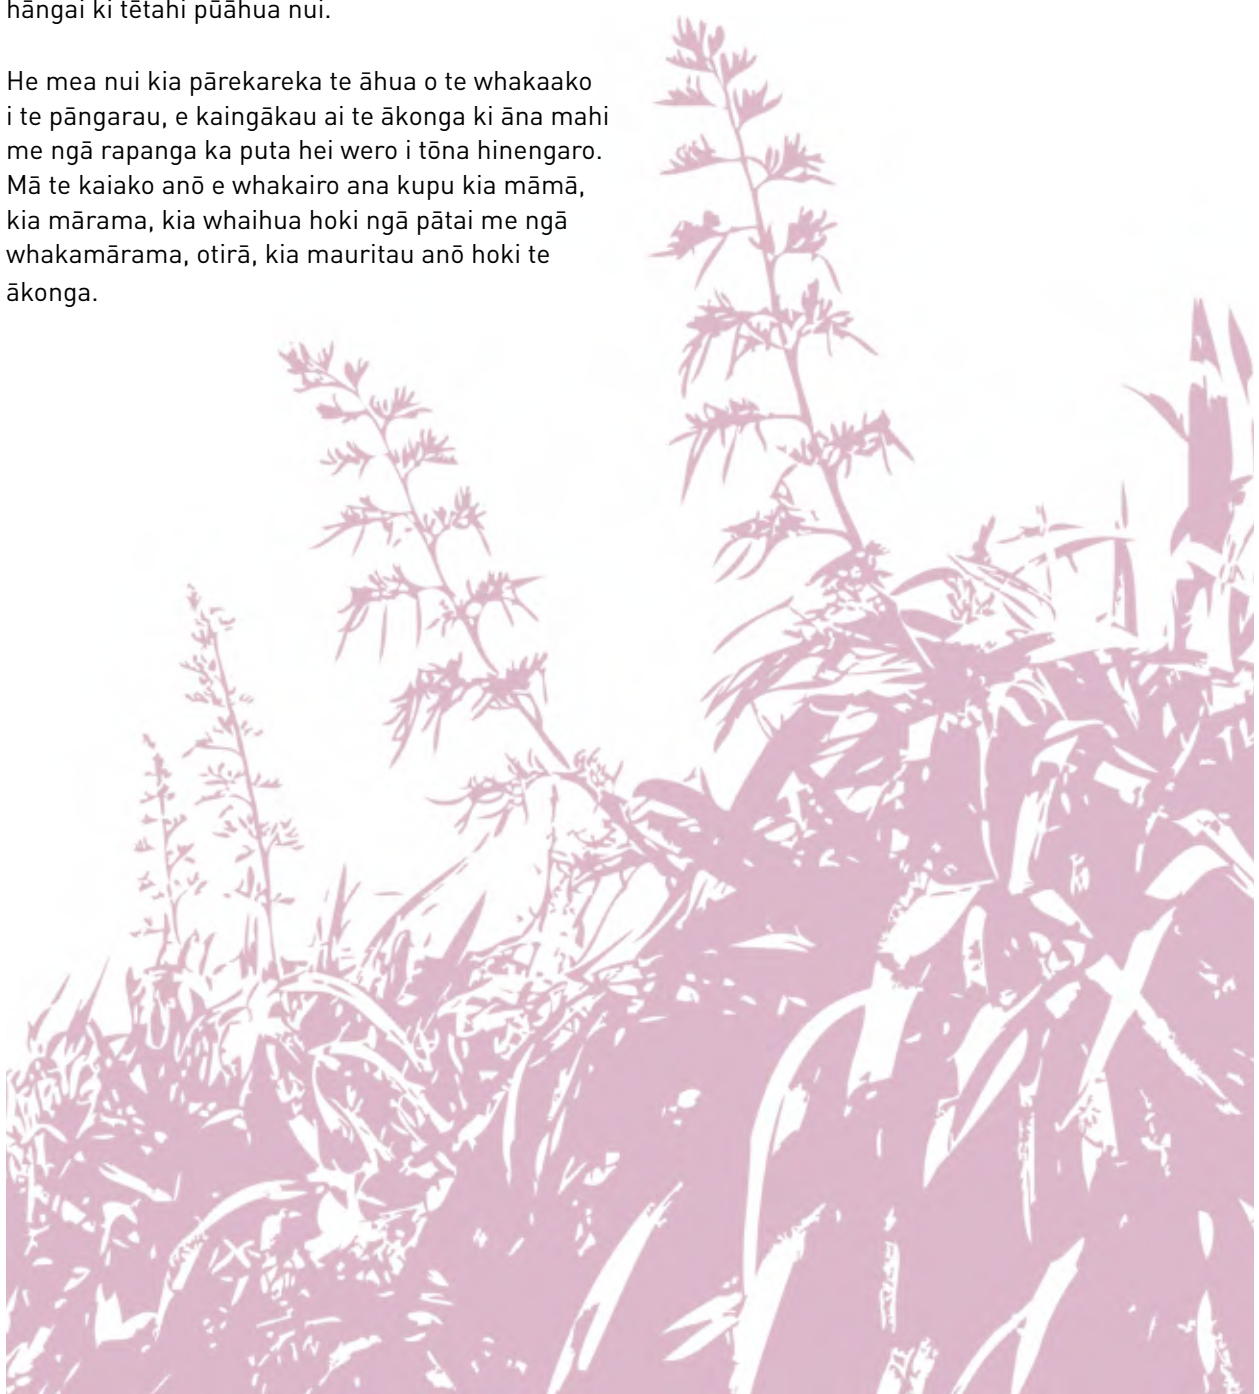 hāngai ki tētahi pūāhua nui.
He mea nui kia pārekareka te āhua o te whakaako
i te pāngarau, e kaingākau ai te ākonga ki āna mahi
me ngā rapanga ka puta hei wero i tōna hinengaro.
Mā te kaiako anō e whakairo ana kupu kia māmā,
kia mārama, kia whaihua hoki ngā pātai me ngā
whakamārama, otirā, kia mauritau anō hoki te
ākonga.